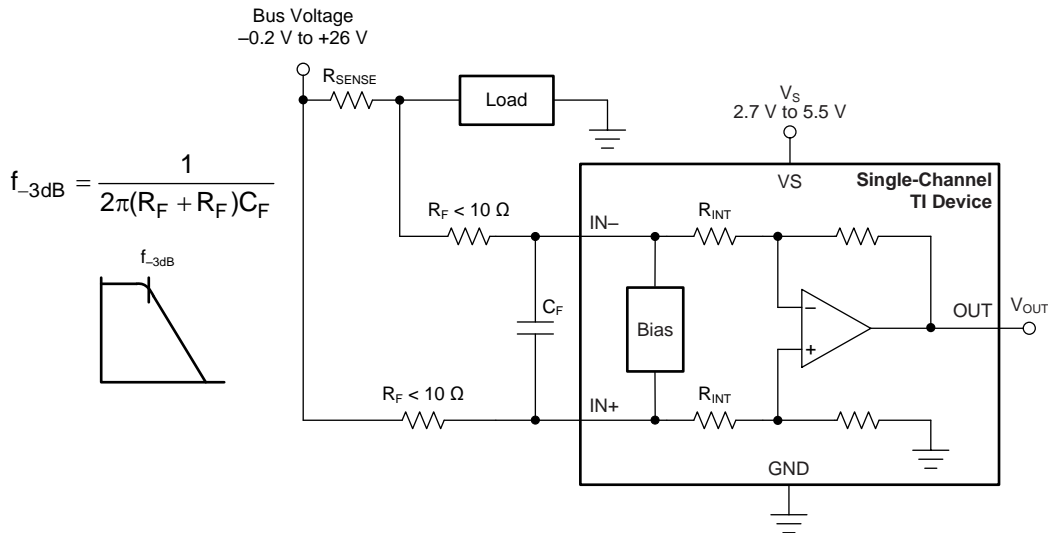 Bus Voltage
–0.2 V to +26 V
R_SENSE
Load
V_S
2.7 V to 5.5 V
f_–3dB = 1 / 2π(R_F + R_F)C_F
VS
Single-Channel
TI Device
R_F < 10 Ω
IN–
R_INT
f_–3dB
C_F
Bias
–
+
OUT
V_OUT
R_F < 10 Ω
IN+
R_INT
GND